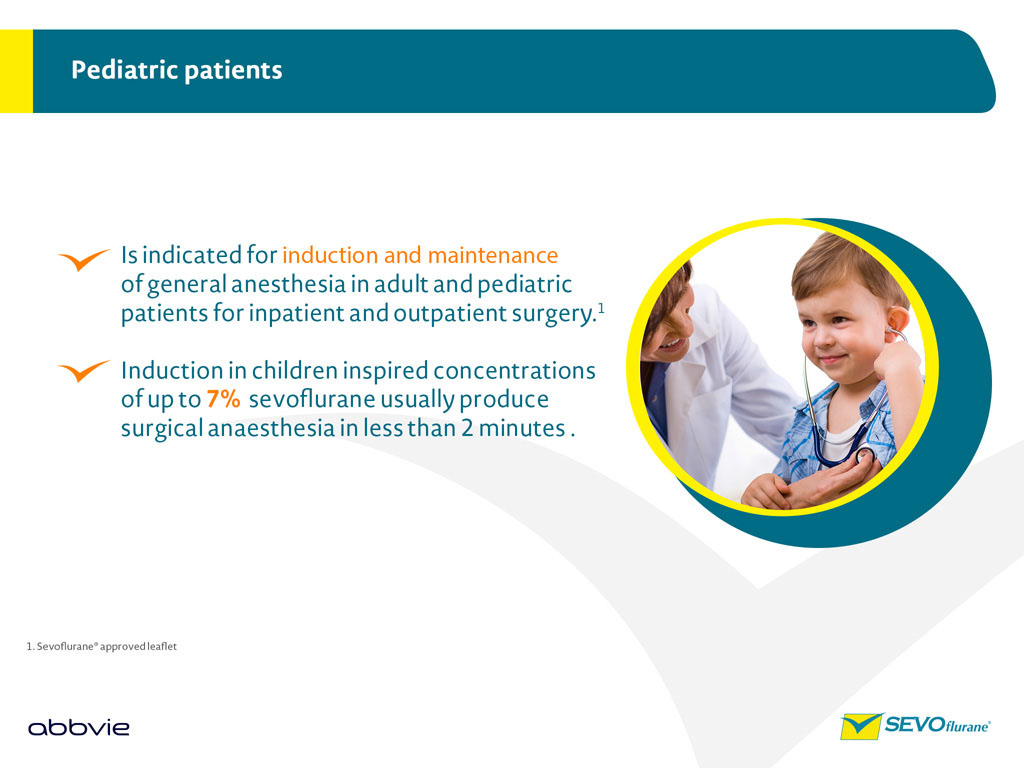 Pediatric patients
Is indicated for induction and maintenance
of general anesthesia in adult and pediatric
patients for inpatient and outpatient surgery.1
Induction in children inspired concentrations
of up to 7% sevoflurane usually produce
surgical anaesthesia in less than 2 minutes .
1. Sevoflurane® approved leaflet
abbvie
SEVOflurane®